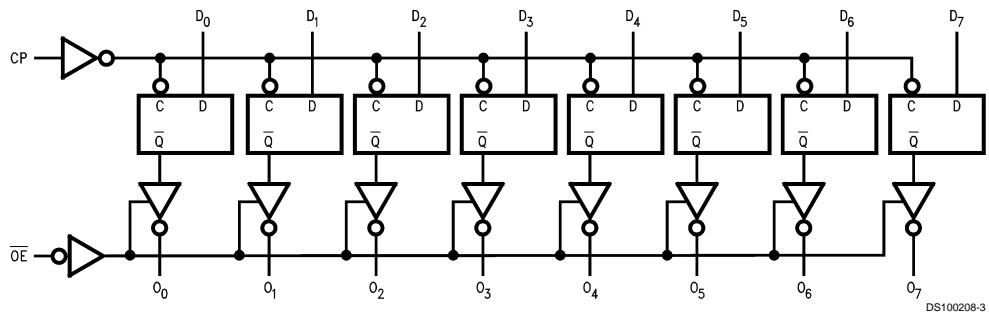 D0 D1 D2 D3 D4 D5 D6 D7
CP
C D C D C D C D C D C D C D C D
Q̅ Q̅ Q̅ Q̅ Q̅ Q̅ Q̅ Q̅
O̅E̅
O0 O1 O2 O3 O4 O5 O6 O7
DS100208-3